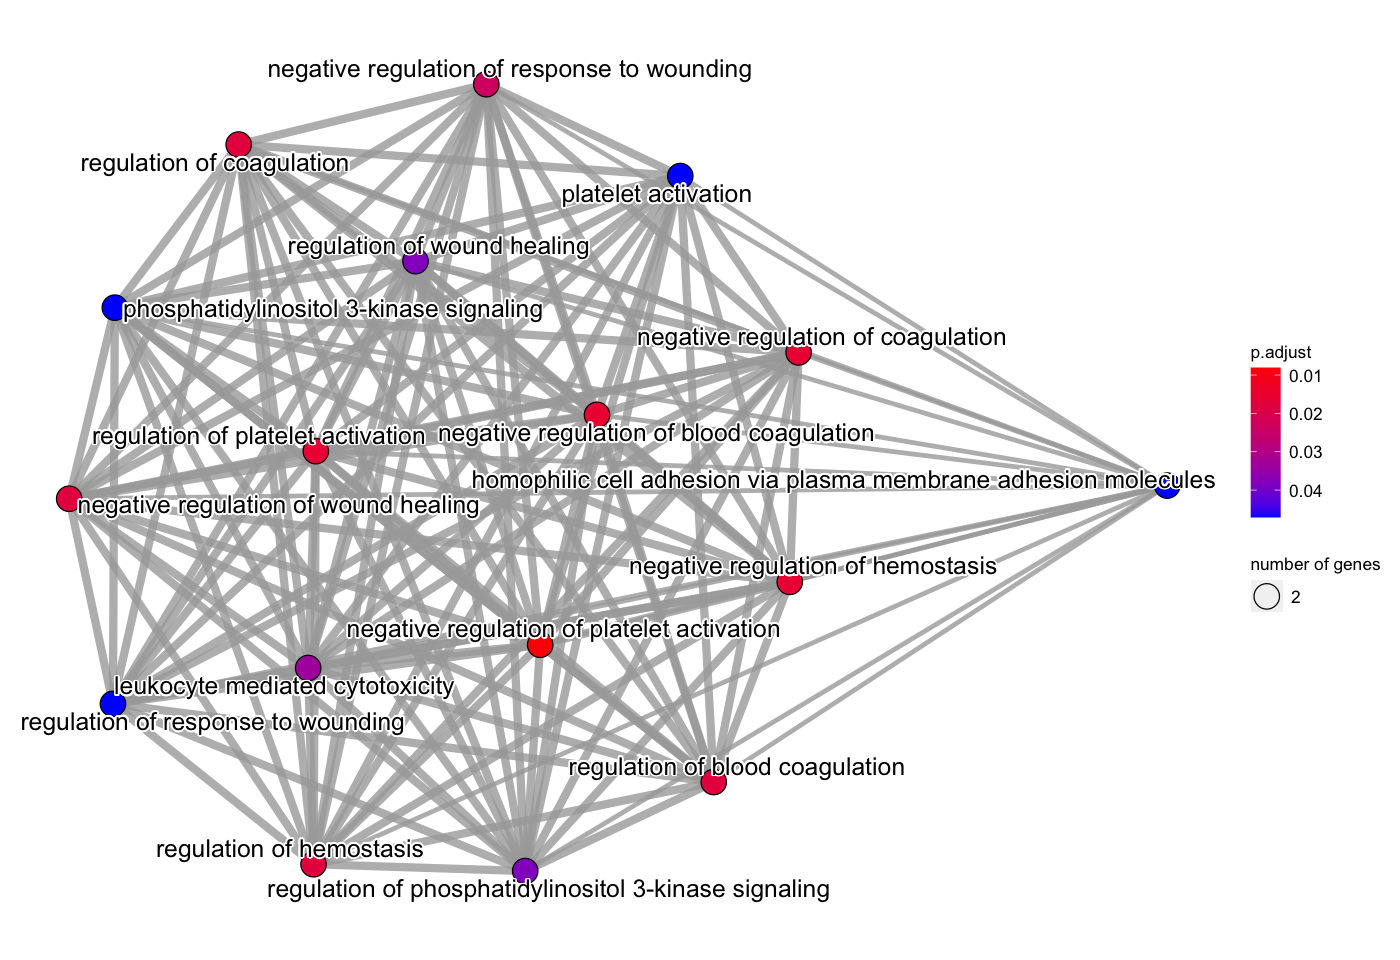 negative regulation of response to wounding
regulation of coagulation
platelet activation
regulation of wound healing
phosphatidylinositol 3-kinase signaling
negative regulation of coagulation
regulation of platelet activation
negative regulation of blood coagulation
homophilic cell adhesion via plasma membrane adhesion molecules
negative regulation of wound healing
negative regulation of hemostasis
negative regulation of platelet activation
leukocyte mediated cytotoxicity
regulation of response to wounding
regulation of blood coagulation
regulation of hemostasis
regulation of phosphatidylinositol 3-kinase signaling
p.adjust
0.01
0.02
0.03
0.04
number of genes
2